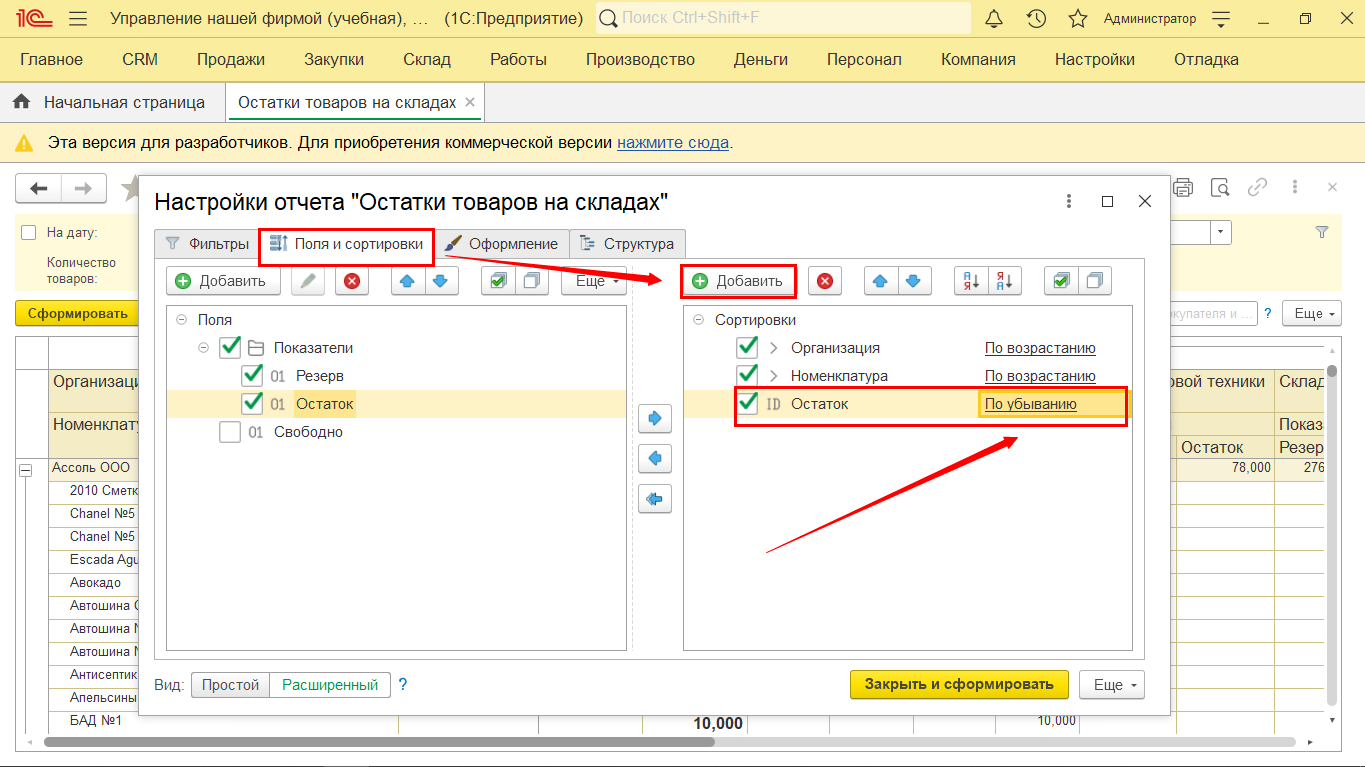 1С Управление нашей фирмой (учебная), ... (1С:Предприятие) Поиск Ctrl+Shift+F Администратор
Главное CRM Продажи Закупки Склад Работы Производство Деньги Персонал Компания Настройки Отладка
Начальная страница Остатки товаров на складах ×
Эта версия для разработчиков. Для приобретения коммерческой версии нажмите сюда.
На дату:
Количество
товаров:
Сформировать
окупателя и ... ? Еще
Настройки отчета "Остатки товаров на складах"
Фильтры Поля и сортировки Оформление Структура
Добавить Еще Добавить
Поля
Показатели
01 Резерв
01 Остаток
01 Свободно
Сортировки
Организация По возрастанию
Номенклатура По возрастанию
ID Остаток По убыванию
Вид: Простой Расширенный ? Закрыть и сформировать Еще
Организаци вой техники Склад
Номенклату Показ
Остаток Резер
Ассоль ООО 78,000 276
2010 Сметк
Chanel №5
Chanel №5
Escada Agu
Авокадо
Автошина
Автошина
Автошина
Антисептик
Апельсины
БАД №1 10,000 10,000